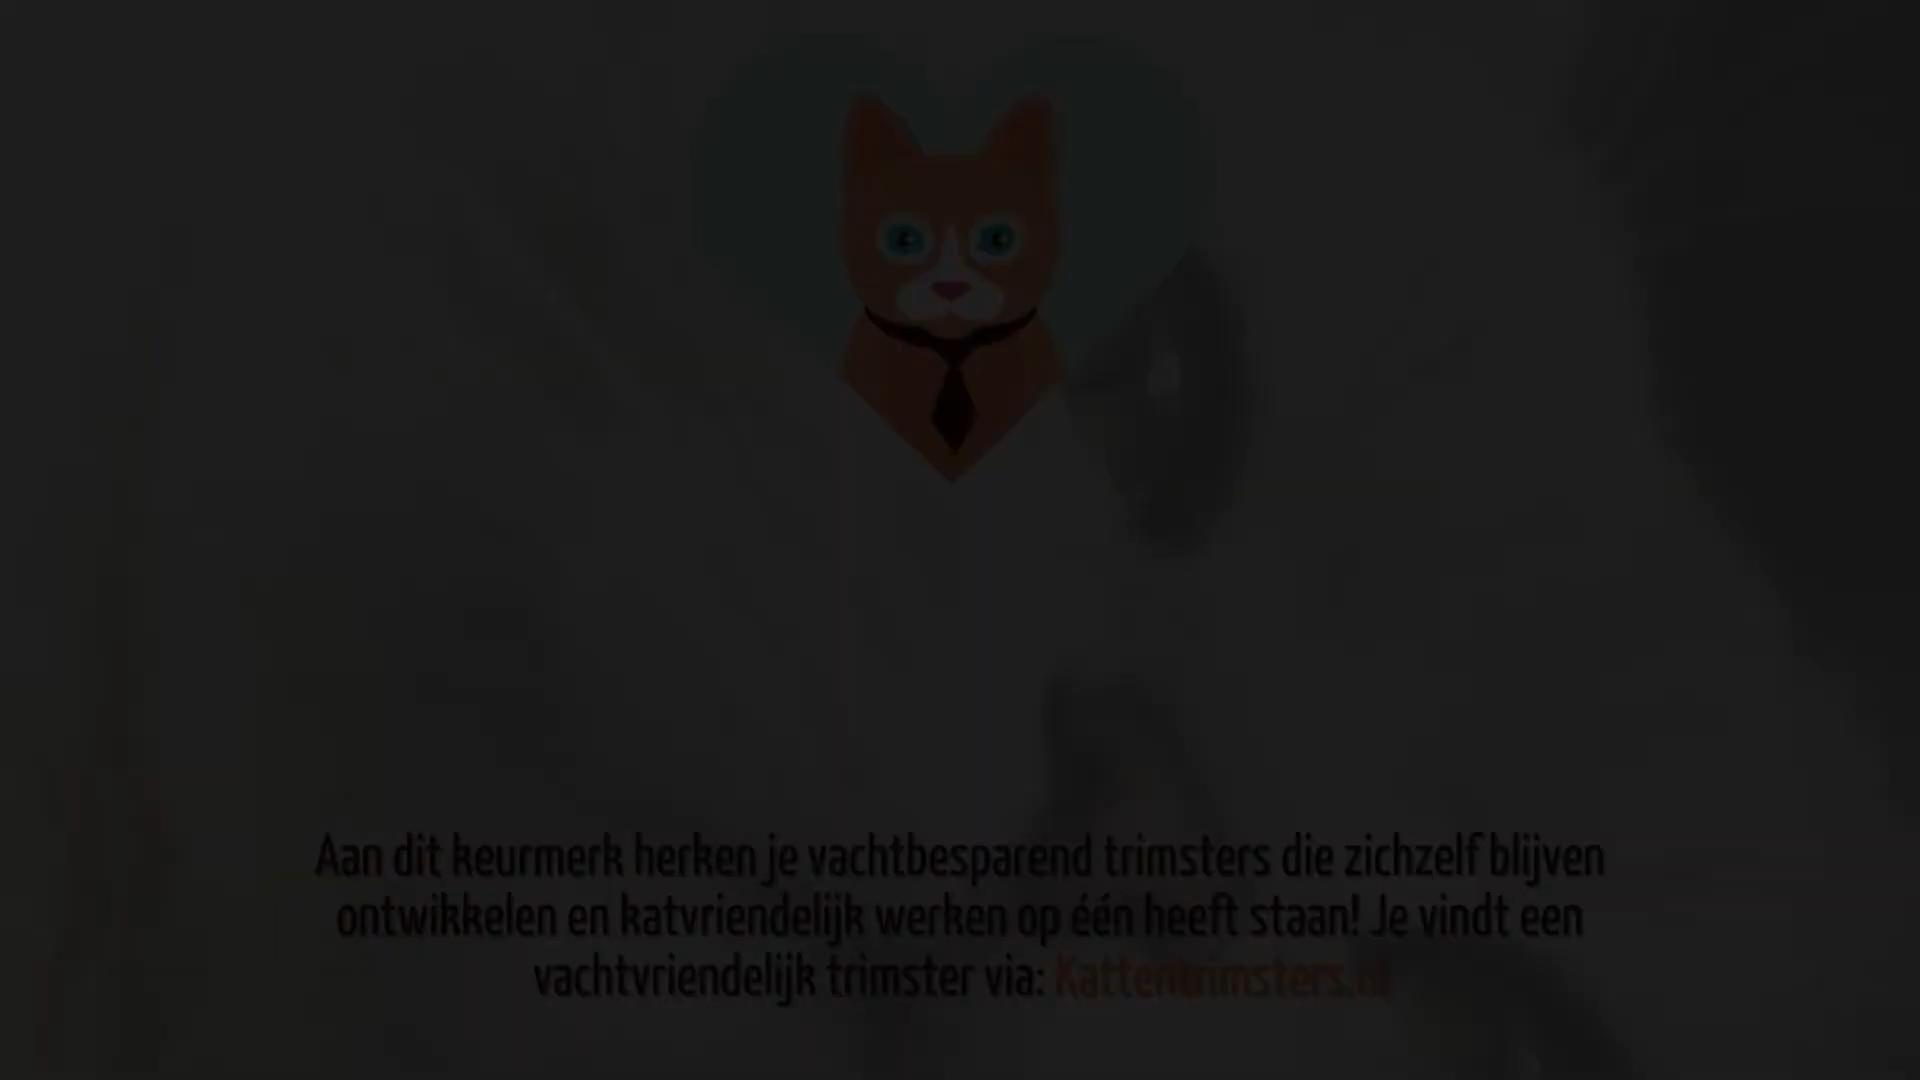 Aan dit keurmerk herken je vachtbesparend trimsters die zichzelf blijven
ontwikkelen en katvriendelijk werken op één heeft staan! Je vindt een
vachtvriendelijk trimster via: Kattentrimsters.nl